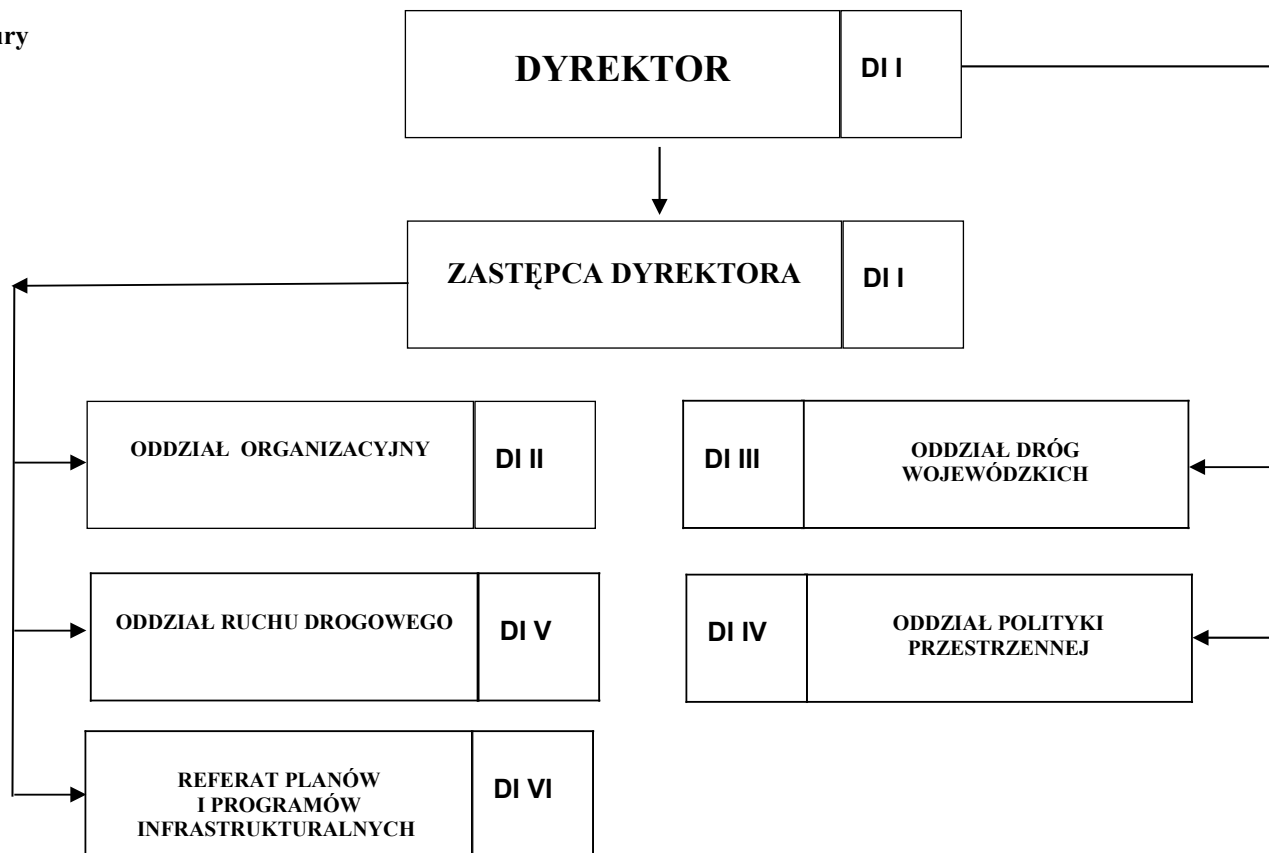 DYREKTOR
DI I
ZASTĘPCA DYREKTORA
DI I
ODDZIAŁ ORGANIZACYJNY
DI II
DI III
ODDZIAŁ DRÓG
WOJEWÓDZKICH
ODDZIAŁ RUCHU DROGOWEGO
DI V
DI IV
ODDZIAŁ POLITYKI
PRZESTRZENNEJ
REFERAT PLANÓW
I PROGRAMÓW
INFRASTRUKTURALNYCH
DI VI